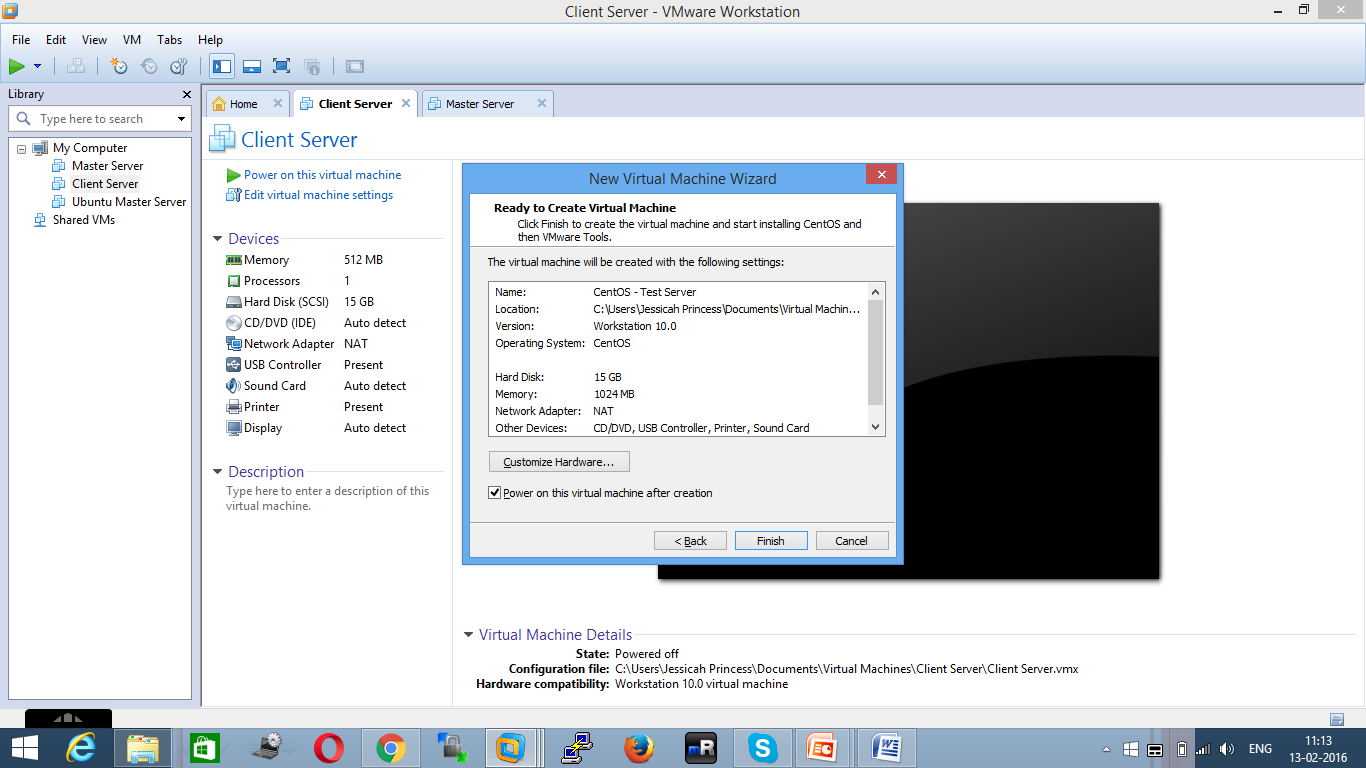 Client Server - VMware Workstation
File Edit View VM Tabs Help
Library
Type here to search
My Computer
Master Server
Client Server
Ubuntu Master Server
Shared VMs
Home Client Server Master Server
Client Server
Power on this virtual machine
Edit virtual machine settings
Devices
Memory 512 MB
Processors 1
Hard Disk (SCSI) 15 GB
CD/DVD (IDE) Auto detect
Network Adapter NAT
USB Controller Present
Sound Card Auto detect
Printer Present
Display Auto detect
Description
Type here to enter a description of this
virtual machine.
New Virtual Machine Wizard
Ready to Create Virtual Machine
Click Finish to create the virtual machine and start installing CentOS and
then VMware Tools.
The virtual machine will be created with the following settings:
Name: CentOS - Test Server
Location: C:\Users\Jessicah Princess\Documents\Virtual Machin...
Version: Workstation 10.0
Operating System: CentOS
Hard Disk: 15 GB
Memory: 1024 MB
Network Adapter: NAT
Other Devices: CD/DVD, USB Controller, Printer, Sound Card
Customize Hardware...
Power on this virtual machine after creation
< Back Finish Cancel
Virtual Machine Details
State: Powered off
Configuration file: C:\Users\Jessicah Princess\Documents\Virtual Machines\Client Server\Client Server.vmx
Hardware compatibility: Workstation 10.0 virtual machine
mR
ENG
11:13
13-02-2016